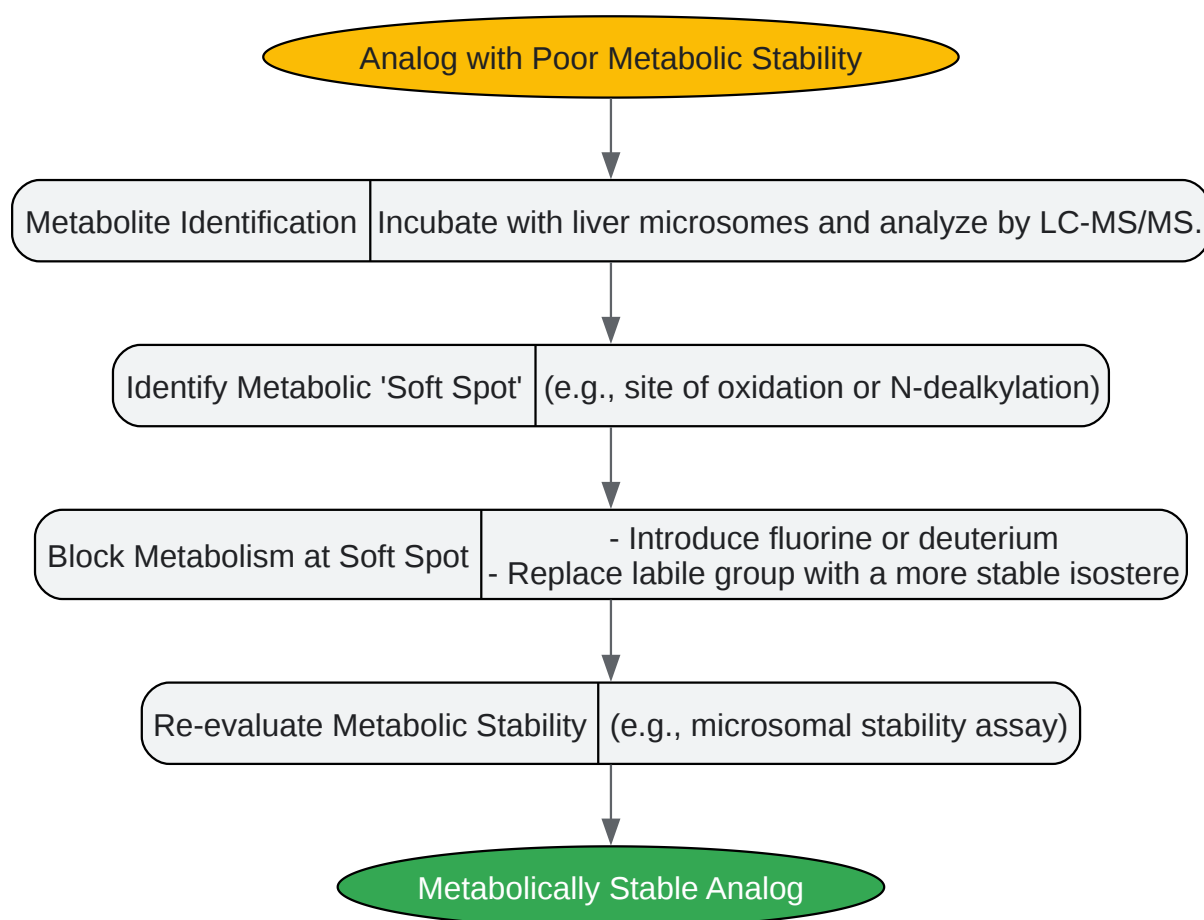 Analog with Poor Metabolic Stability
Metabolite Identification
Incubate with liver microsomes and analyze by LC-MS/MS.
Identify Metabolic 'Soft Spot'
(e.g., site of oxidation or N-dealkylation)
Block Metabolism at Soft Spot
- Introduce fluorine or deuterium
- Replace labile group with a more stable isostere
Re-evaluate Metabolic Stability
(e.g., microsomal stability assay)
Metabolically Stable Analog